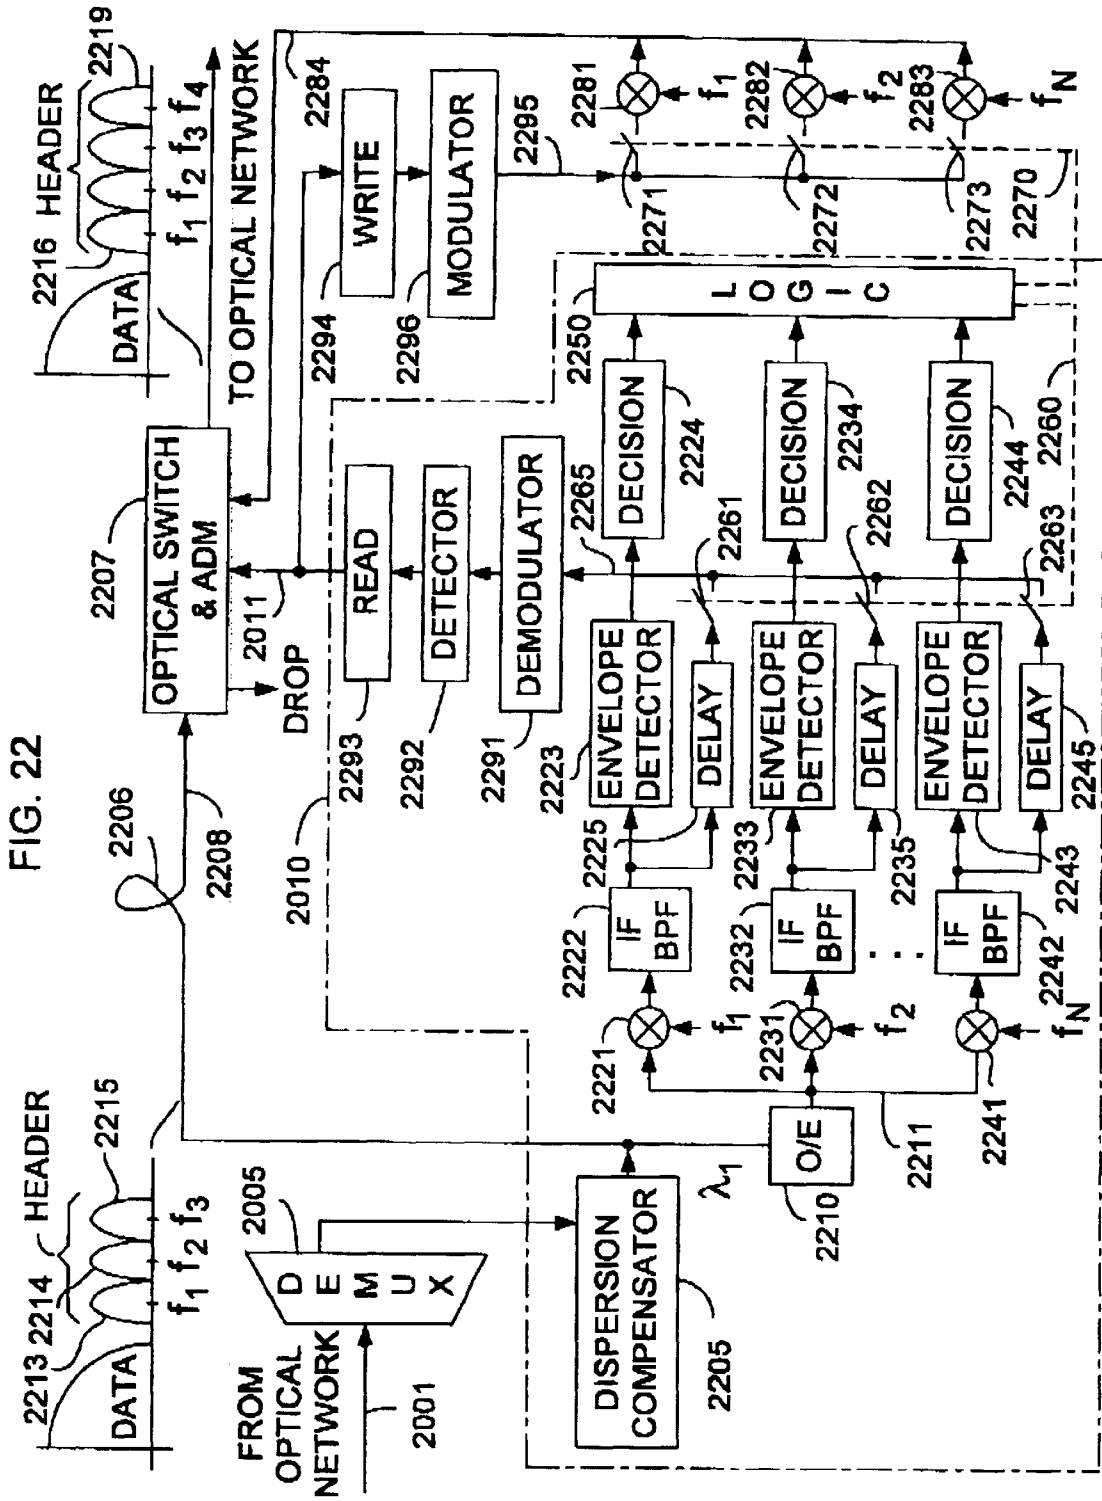 FIG. 22
2213
2214
HEADER
2215
DATA
f1 f2 f3
FROM
OPTICAL
NETWORK
2001
DEMUX
2005
DISPERSION
COMPENSATOR
2205
λ1
2206
2208
2207
OPTICAL SWITCH
& ADM
DROP
2011
2216
HEADER
2219
DATA
f1 f2 f3 f4
TO OPTICAL NETWORK
2284
2010
2293
READ
2292
DETECTOR
2291
DEMODULATOR
2265
2294
WRITE
2296
MODULATOR
2295
O/E
2210
2211
2221
f1
2222
IF
BPF
2223
ENVELOPE
DETECTOR
2225
DELAY
2261
DECISION
2224
2231
f2
2232
IF
BPF
2233
ENVELOPE
DETECTOR
2235
DELAY
2262
DECISION
2234
. . .
2241
fN
2242
IF
BPF
2243
ENVELOPE
DETECTOR
2245
DELAY
2263
DECISION
2244
2260
2250
LOGIC
2271
2272
2273
2270
2281
f1
2282
f2
2283
fN